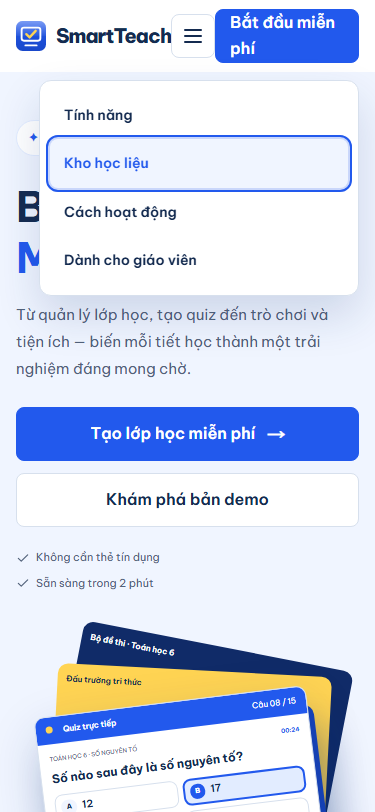 SmartTeach
Bắt đầu miễn
phí
Tính năng
Kho học liệu
Cách hoạt động
Dành cho giáo viên
B
M
Từ quản lý lớp học, tạo quiz đến trò chơi và
tiện ích — biến mỗi tiết học thành một trải
nghiệm đáng mong chờ.
Tạo lớp học miễn phí →
Khám phá bản demo
Không cần thẻ tín dụng
Sẵn sàng trong 2 phút
Bộ đề thi · Toán học 6
Đấu trường tri thức
Quiz trực tiếp
Câu 08 / 15
TOÁN HỌC 6 · SỐ NGUYÊN TỐ
00:24
Số nào sau đây là số nguyên tố?
A 12
B 17